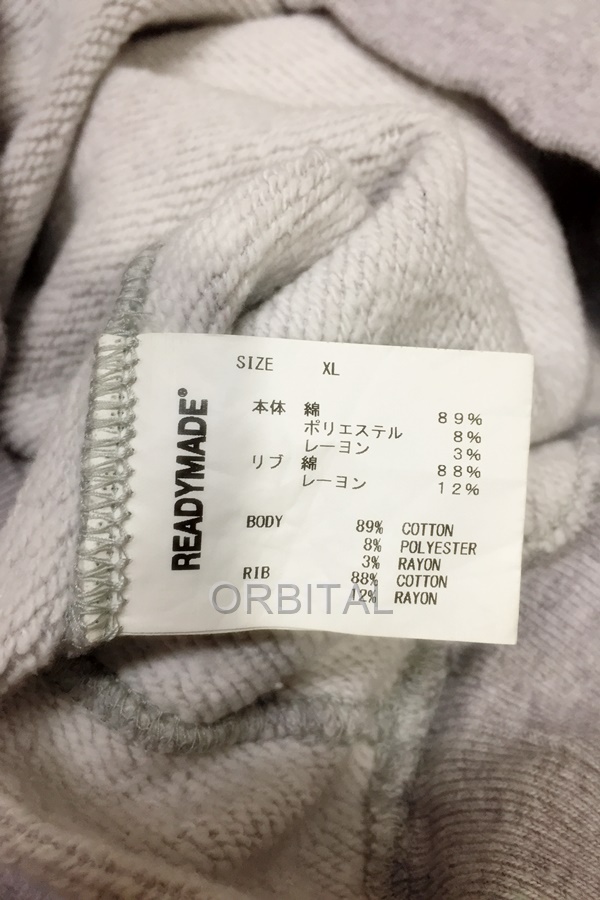 SIZE XL
READYMADE®
本体 綿 89%
ポリエステル 8%
レーヨン 3%
リブ 綿 88%
レーヨン 12%
BODY 89% COTTON
8% POLYESTER
3% RAYON
RIB 88% COTTON
12% RAYON
ORBITAL